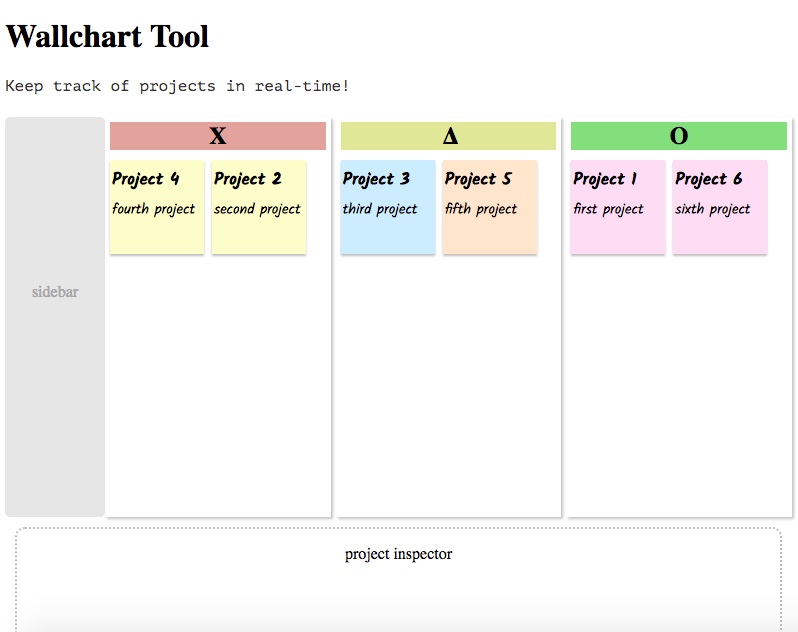 Wallchart Tool
Keep track of projects in real-time!
sidebar
X
Project 4
fourth project
Project 2
second project
Δ
Project 3
third project
Project 5
fifth project
O
Project 1
first project
Project 6
sixth project
project inspector